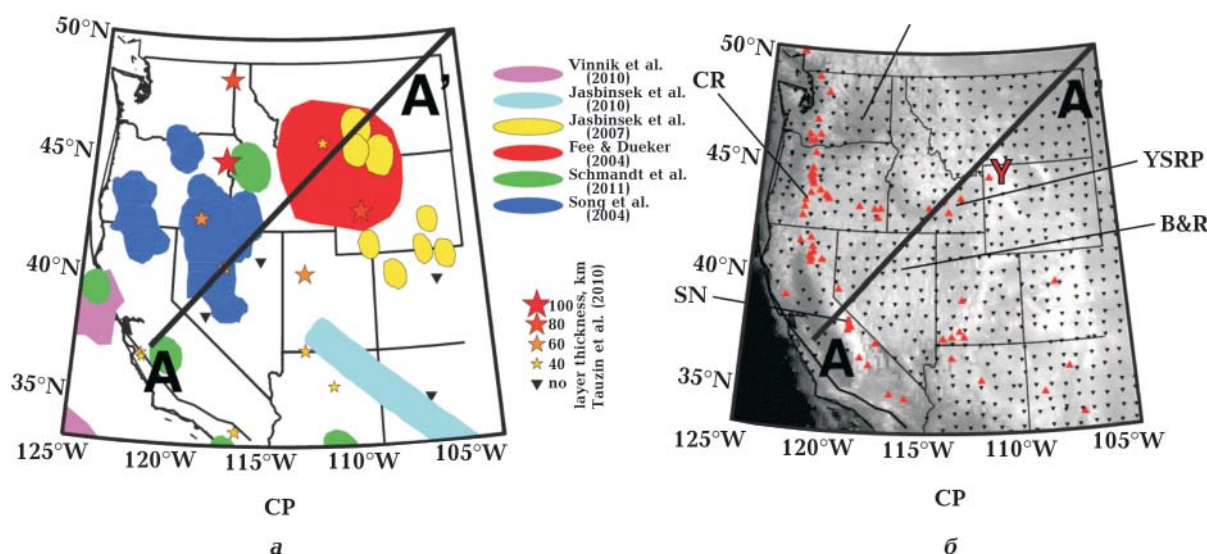 50°N
45°N
40°N
35°N
125°W
120°W
115°W
110°W
105°W
A
A'
Vinnik et al.
(2010)
Jasbinsek et al.
(2010)
Jasbinsek et al.
(2007)
Fee & Dueker
(2004)
Schmandt et al.
(2011)
Song et al.
(2004)
100
80
60
40
no
layer thickness, km
Tauzin et al. (2010)
CP
а
50°N
45°N
40°N
35°N
125°W
120°W
115°W
110°W
105°W
CR
SN
A
A'
Y
YSRP
B&R
CP
б